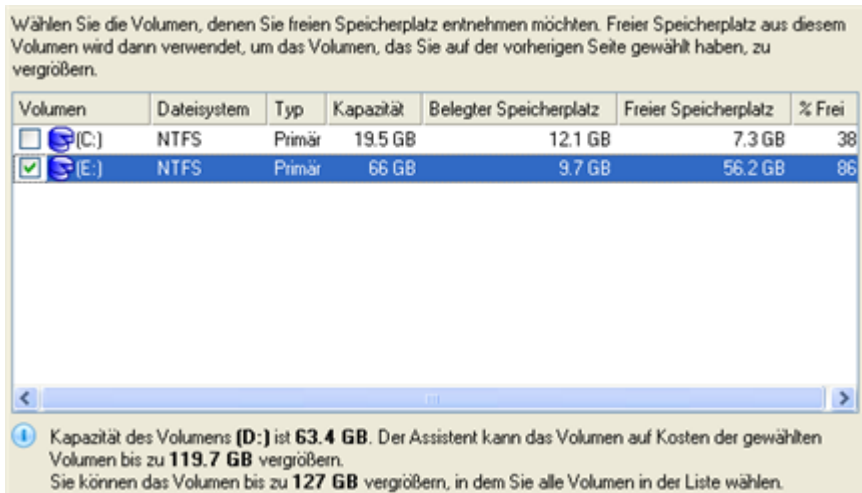 Wählen Sie die Volumen, denen Sie freien Speicherplatz entnehmen möchten. Freier Speicherplatz aus diesem
Volumen wird dann verwendet, um das Volumen, das Sie auf der vorherigen Seite gewählt haben, zu
vergrößern.
Volumen Dateisystem Typ Kapazität Belegter Speicherplatz Freier Speicherplatz % Frei
(C:) NTFS Primär 19.5 GB 12.1 GB 7.3 GB 38
(E:) NTFS Primär 66 GB 9.7 GB 56.2 GB 86
Kapazität des Volumens (D:) ist 63.4 GB. Der Assistent kann das Volumen auf Kosten der gewählten
Volumen bis zu 119.7 GB vergrößern.
Sie können das Volumen bis zu 127 GB vergrößern, in dem Sie alle Volumen in der Liste wählen.